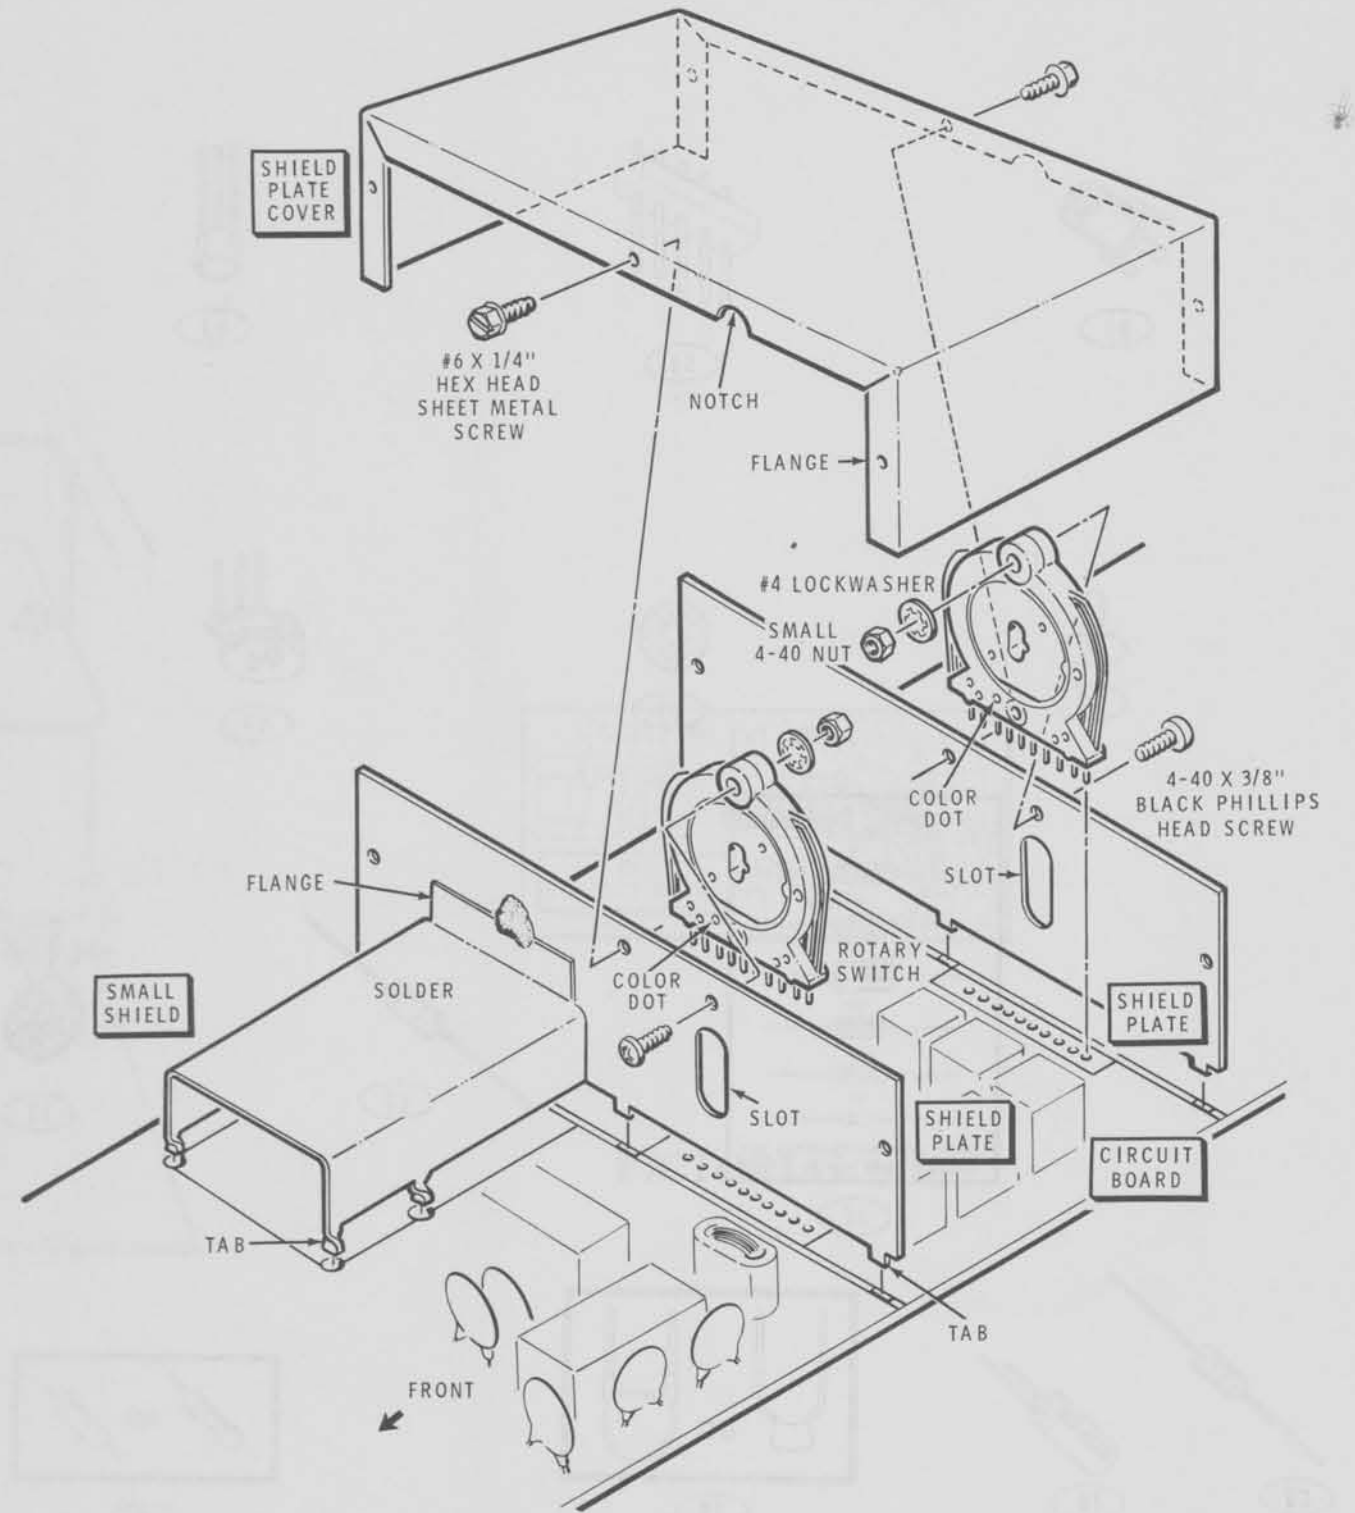 SHIELD
PLATE
COVER
#6 X 1/4"
HEX HEAD
SHEET METAL
SCREW
NOTCH
FLANGE
#4 LOCKWASHER
SMALL
4-40 NUT
COLOR
DOT
4-40 X 3/8"
BLACK PHILLIPS
HEAD SCREW
SLOT
FLANGE
SOLDER
COLOR
DOT
ROTARY
SWITCH
SMALL
SHIELD
SHIELD
PLATE
SLOT
SHIELD
PLATE
CIRCUIT
BOARD
TAB
TAB
FRONT